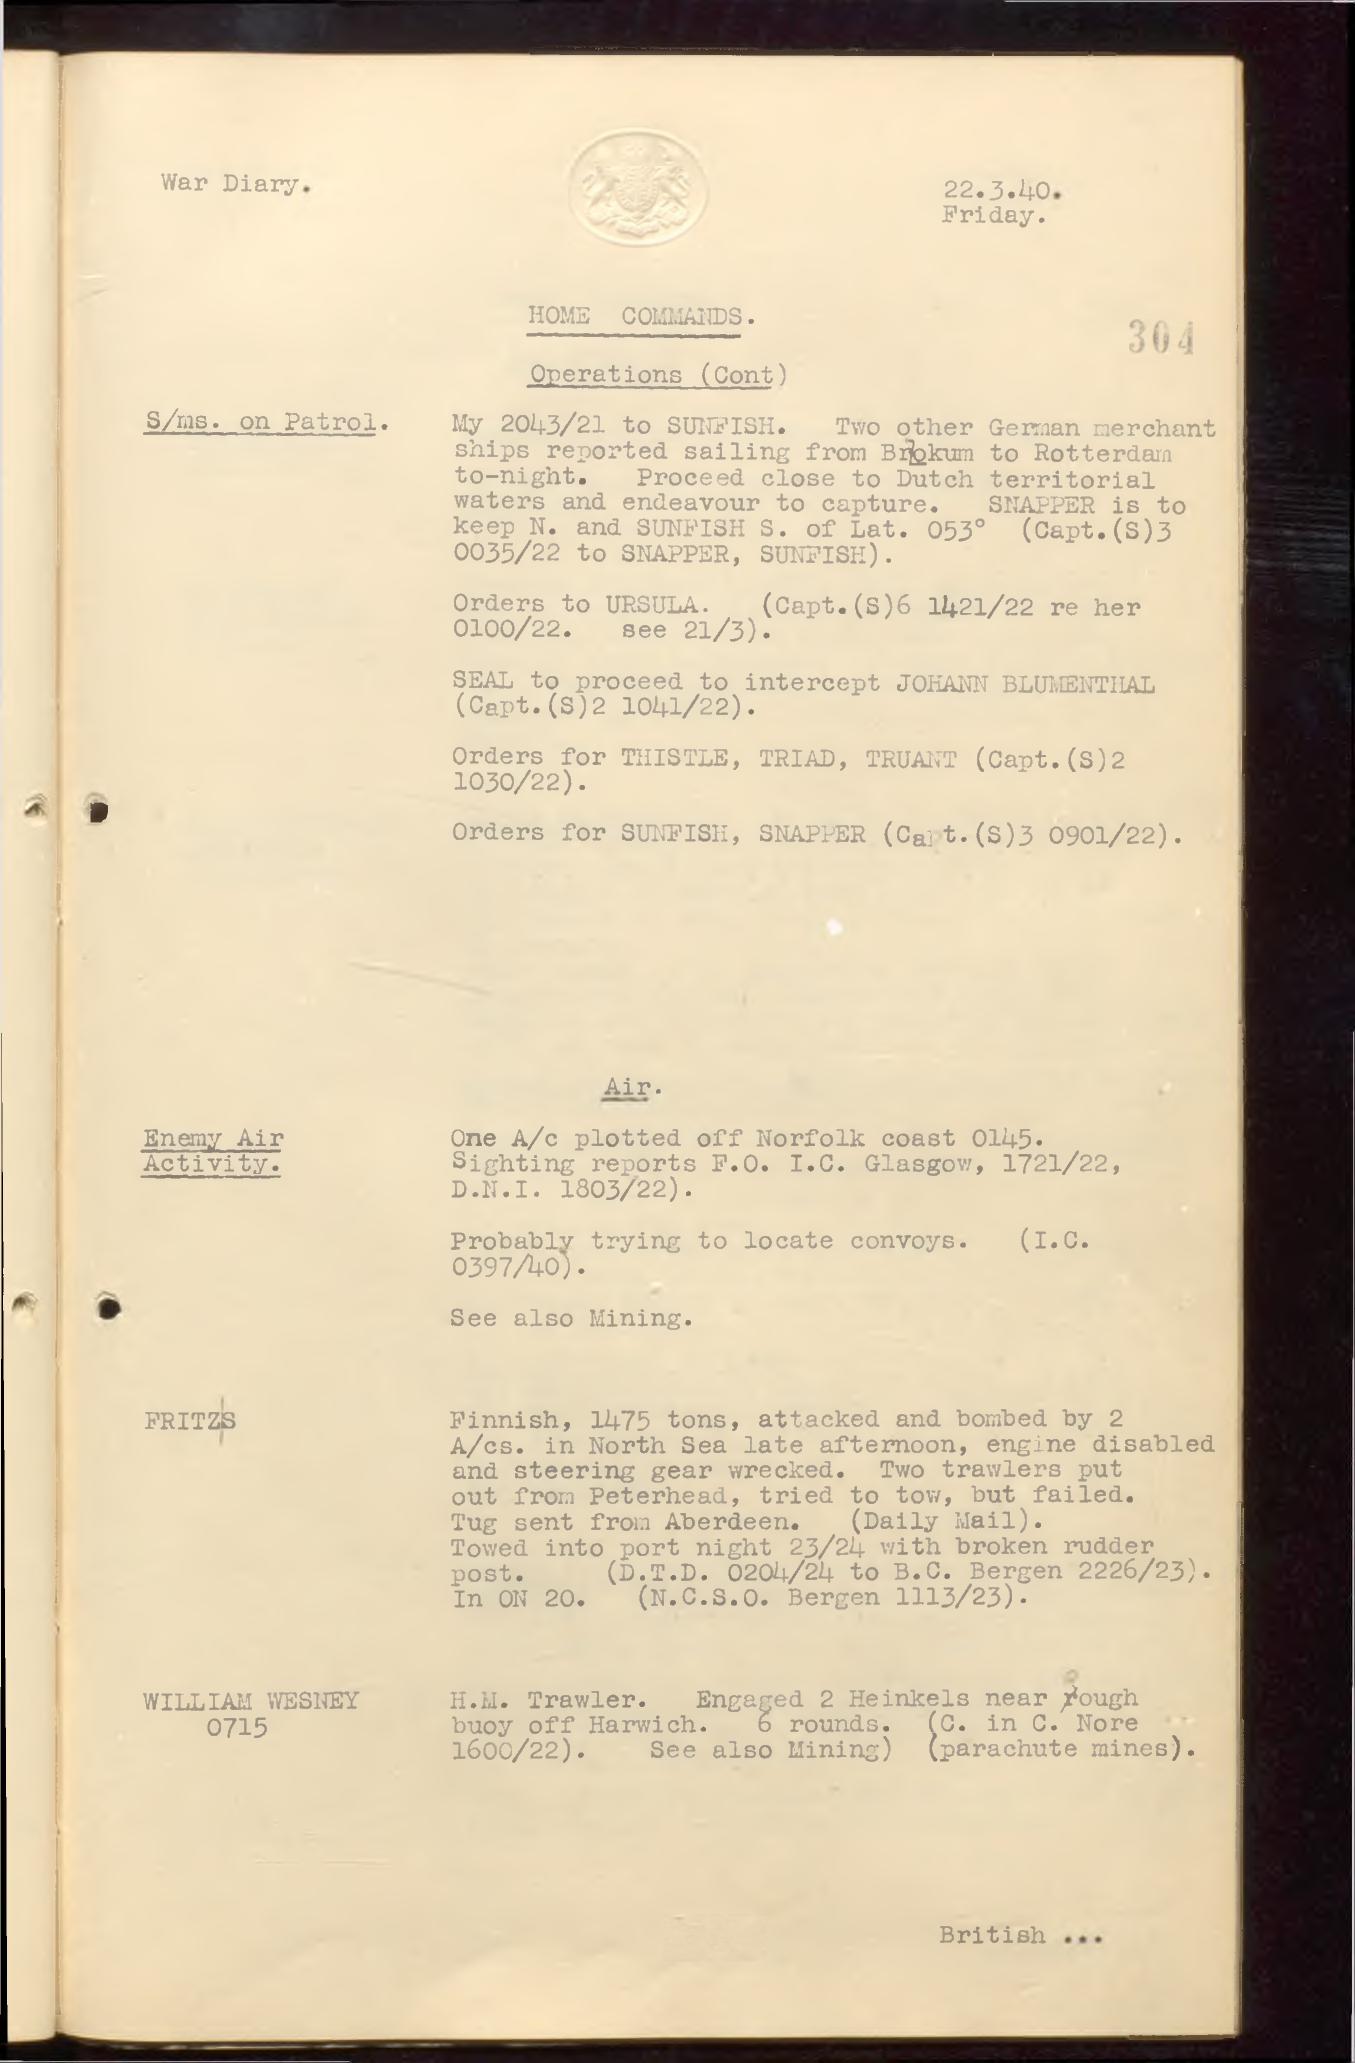 War Diary.
22.3.40.
Friday.
HOME COMMANDS.
304
Operations (Cont)
S/ms. on Patrol.
My 2043/21 to SUNFISH. Two other German merchant
ships reported sailing from Borkum to Rotterdam
to-night. Proceed close to Dutch territorial
waters and endeavour to capture. SNAPPER is to
keep N. and SUNFISH S. of Lat. 053° (Capt.(S)3
0035/22 to SNAPPER, SUNFISH).
Orders to URSULA. (Capt.(S)6 1421/22 re her
0100/22. see 21/3).
SEAL to proceed to intercept JOHANN BLUMENTHAL
(Capt.(S)2 1041/22).
Orders for THISTLE, TRIAD, TRUANT (Capt.(S)2
1030/22).
Orders for SUNFISH, SNAPPER (Capt.(S)3 0901/22).
Air.
Enemy Air
Activity.
One A/c plotted off Norfolk coast 0145.
Sighting reports F.O. I.C. Glasgow, 1721/22,
D.N.I. 1803/22).
Probably trying to locate convoys. (I.C.
0397/40).
See also Mining.
FRITZS
Finnish, 1475 tons, attacked and bombed by 2
A/cs. in North Sea late afternoon, engine disabled
and steering gear wrecked. Two trawlers put
out from Peterhead, tried to tow, but failed.
Tug sent from Aberdeen. (Daily Mail).
Towed into port night 23/24 with broken rudder
post. (D.T.D. 0204/24 to B.C. Bergen 2226/23).
In ON 20. (N.C.S.O. Bergen 1113/23).
WILLIAM WESNEY
0715
H.M. Trawler. Engaged 2 Heinkels near rough
buoy off Harwich. 6 rounds. (C. in C. Nore
1600/22). See also Mining) (parachute mines).
British ...